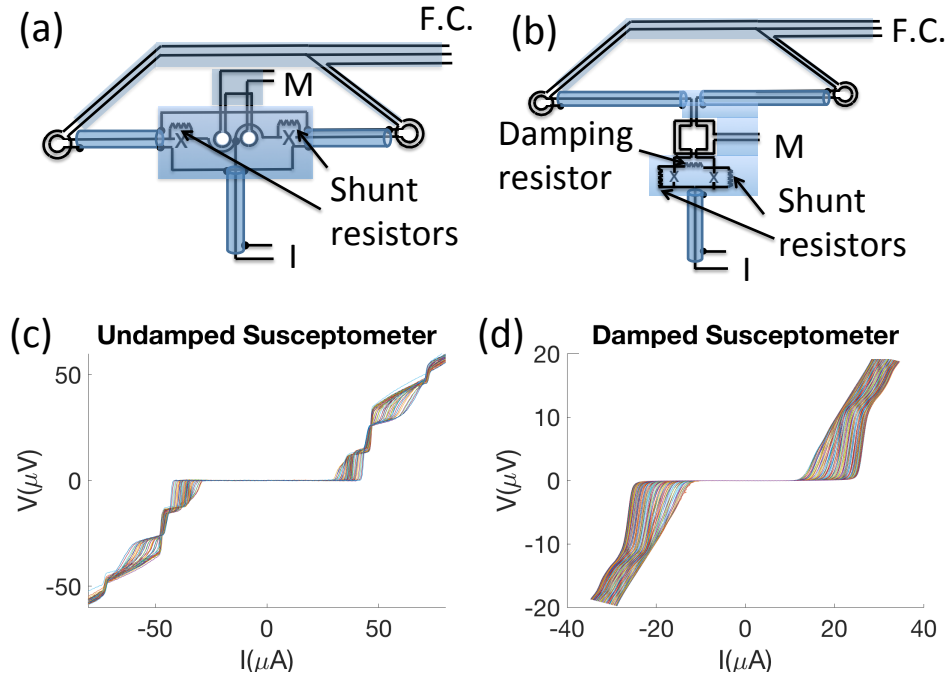 (a)
F.C.
M
Shunt
resistors
I
(b)
F.C.
Damping
resistor
M
Shunt
resistors
I
(c)
Undamped Susceptometer
50
0
-50
V(μV)
-50
0
50
I(μA)
(d)
Damped Susceptometer
20
10
0
-10
-20
V(μV)
-40
-20
0
20
40
I(μA)